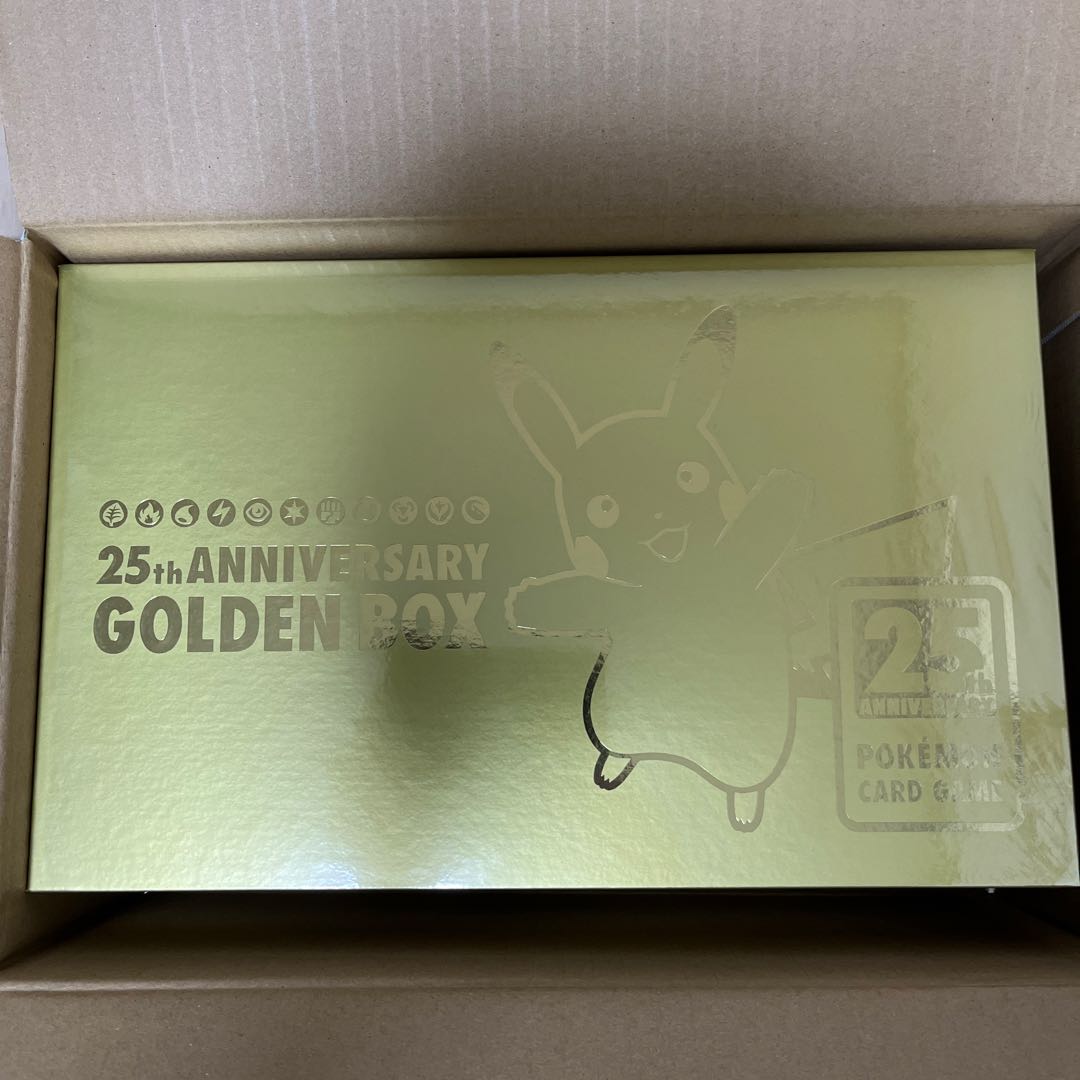 25th ANNIVERSARY
GOLDEN BOX
25th
ANNIVERSARY
POKÉMON
CARD GAME